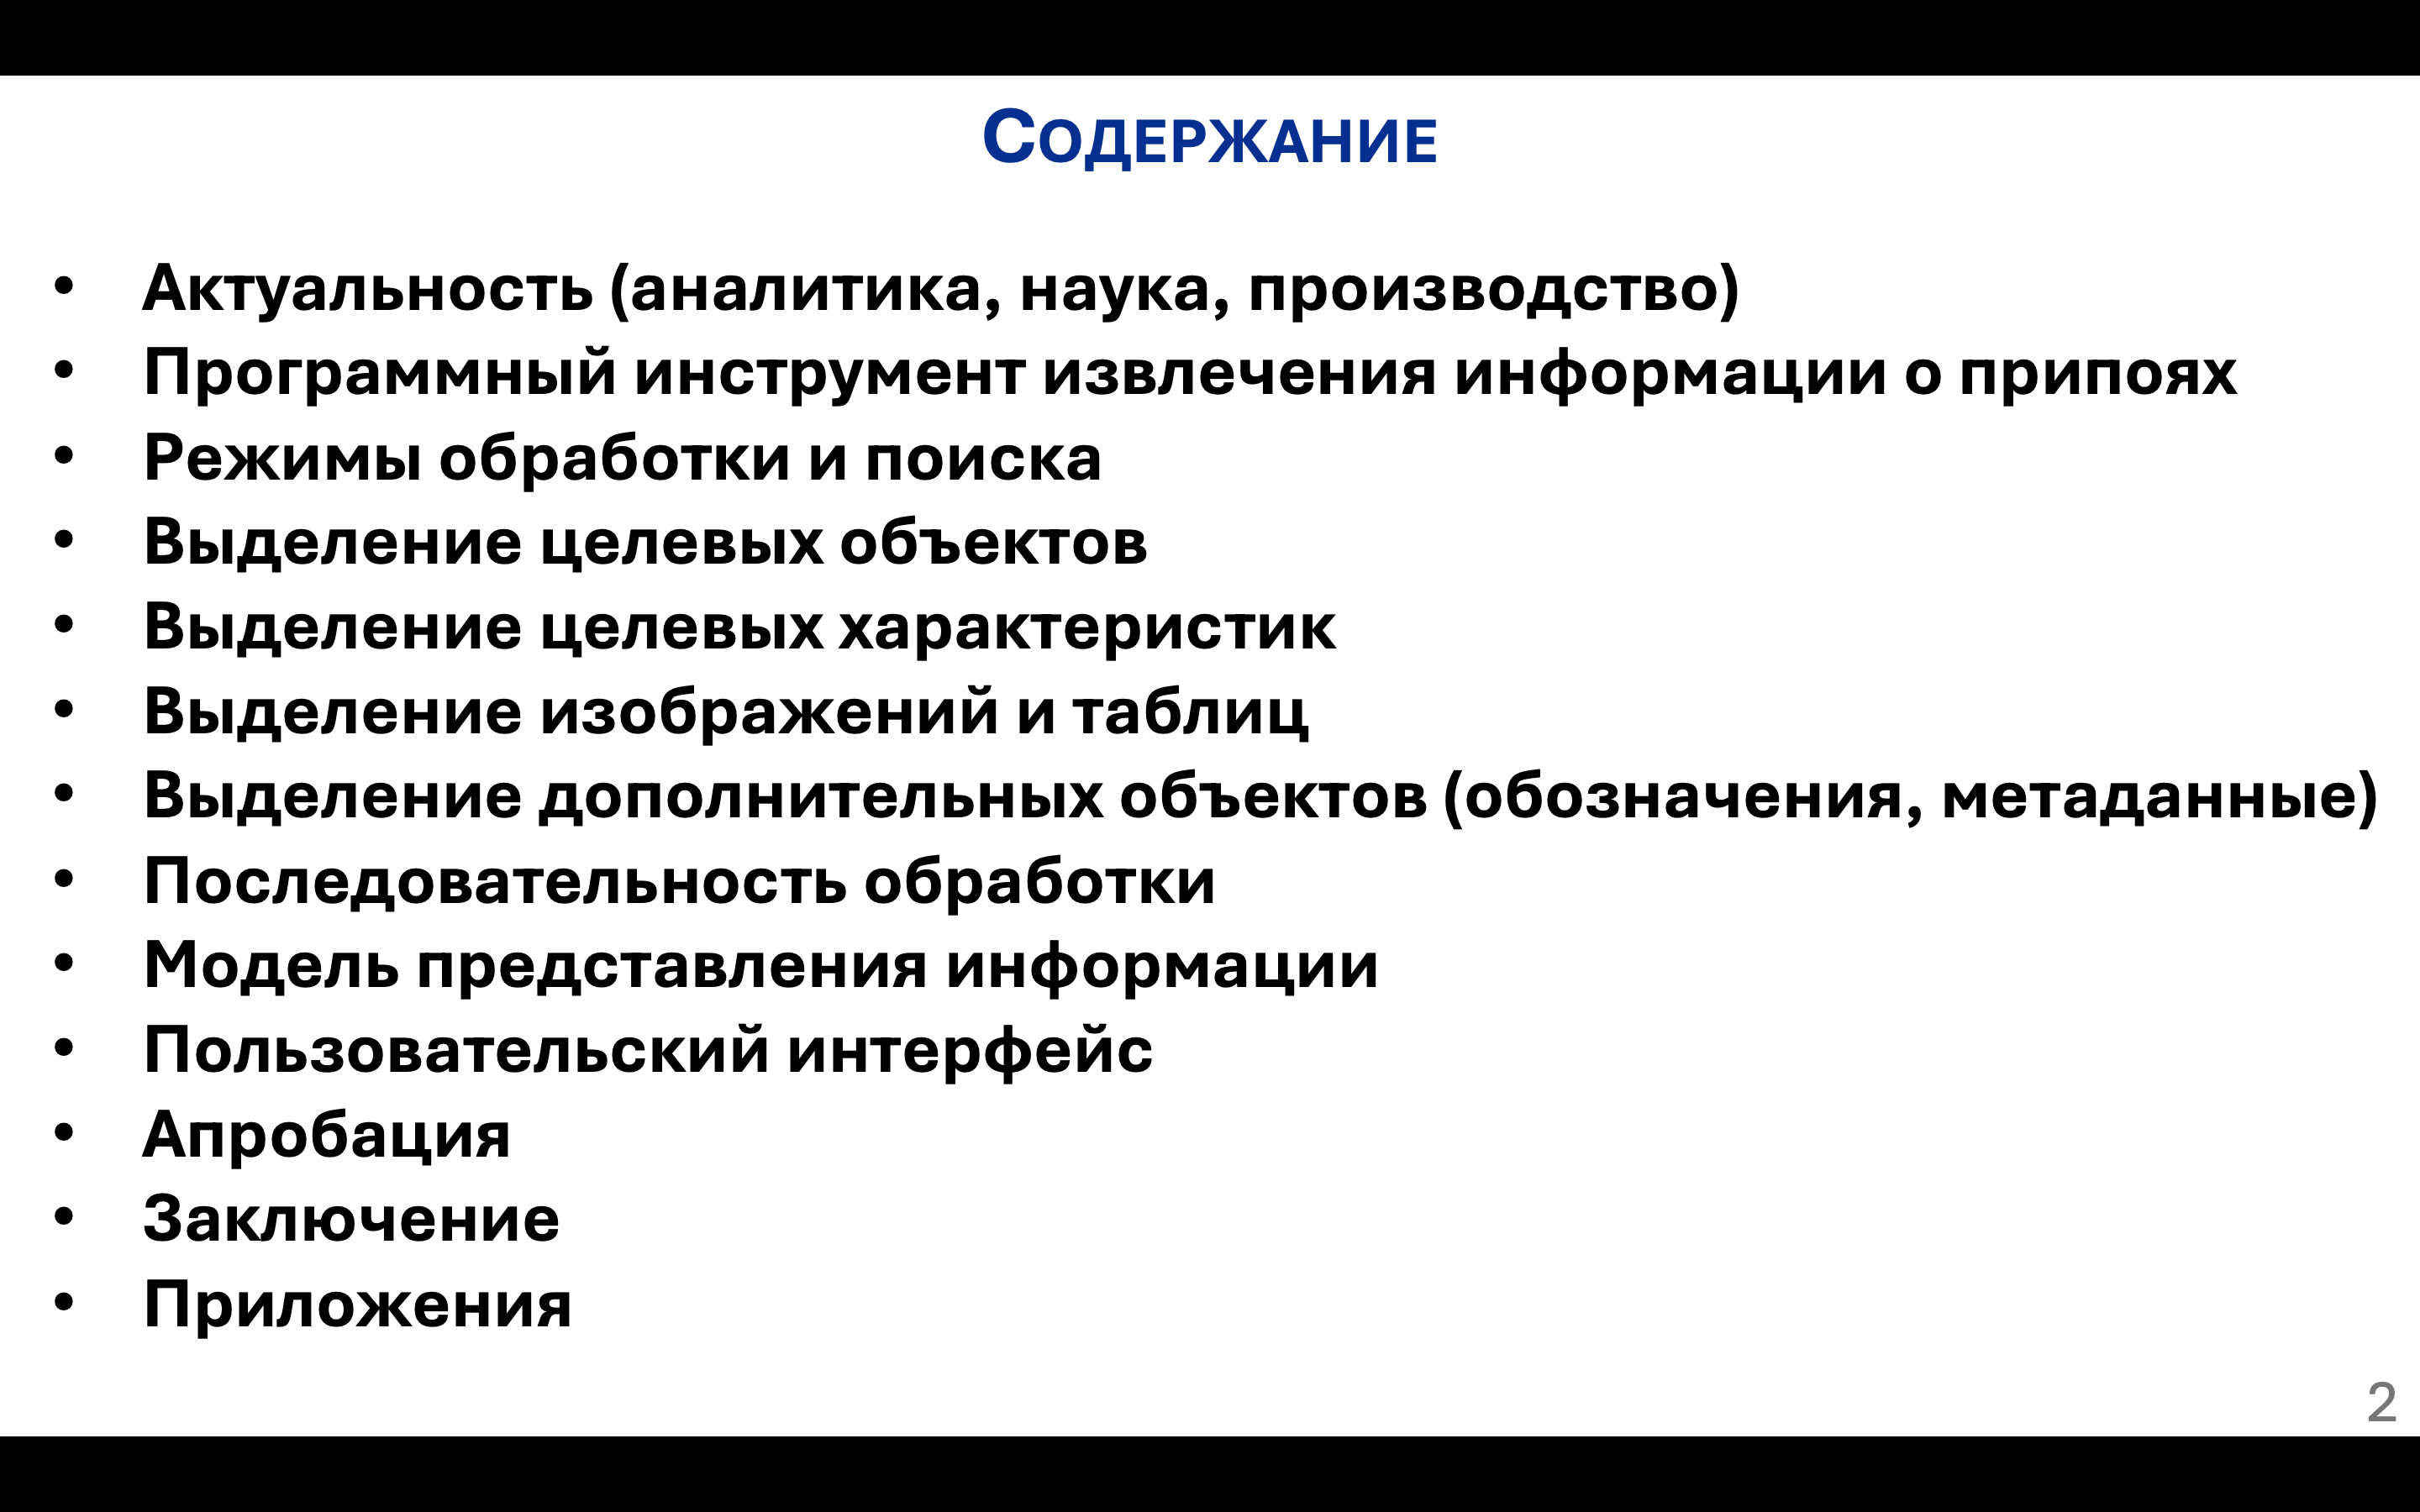 Содержание
• Актуальность (аналитика, наука, производство)
• Программный инструмент извлечения информации о припоях
• Режимы обработки и поиска
• Выделение целевых объектов
• Выделение целевых характеристик
• Выделение изображений и таблиц
• Выделение дополнительных объектов (обозначения, метаданные)
• Последовательность обработки
• Модель представления информации
• Пользовательский интерфейс
• Апробация
• Заключение
• Приложения
2